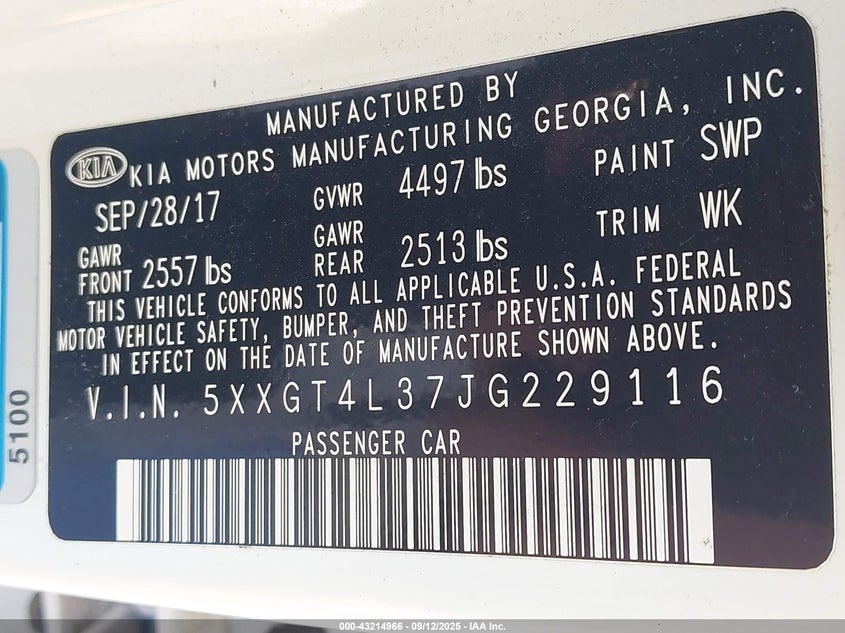 MANUFACTURED BY
KIA KIA MOTORS MANUFACTURING GEORGIA, INC.
SEP/28/17 GVWR 4497 lbs PAINT SWP
GAWR FRONT 2557 lbs GAWR REAR 2513 lbs TRIM WK
THIS VEHICLE CONFORMS TO ALL APPLICABLE U.S.A. FEDERAL
MOTOR VEHICLE SAFETY, BUMPER, AND THEFT PREVENTION STANDARDS
IN EFFECT ON THE DATE OF MANUFACTURE SHOWN ABOVE.
V.I.N. 5XXGT4L37JG229116
PASSENGER CAR
5100
000-43214966 - 09/12/2025 - IAA Inc.